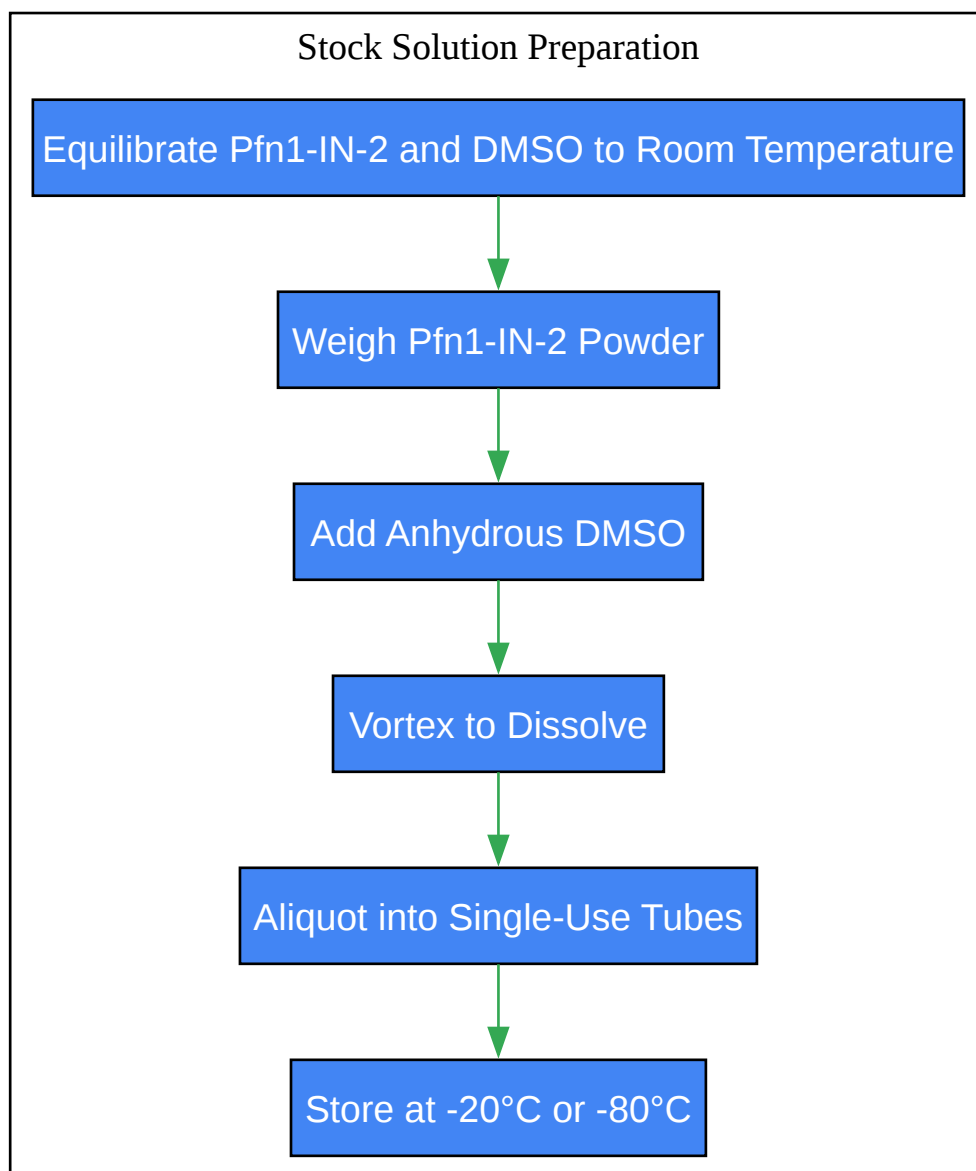 Stock Solution Preparation
Equilibrate Pfn1-IN-2 and DMSO to Room Temperature
Weigh Pfn1-IN-2 Powder
Add Anhydrous DMSO
Vortex to Dissolve
Aliquot into Single-Use Tubes
Store at -20°C or -80°C